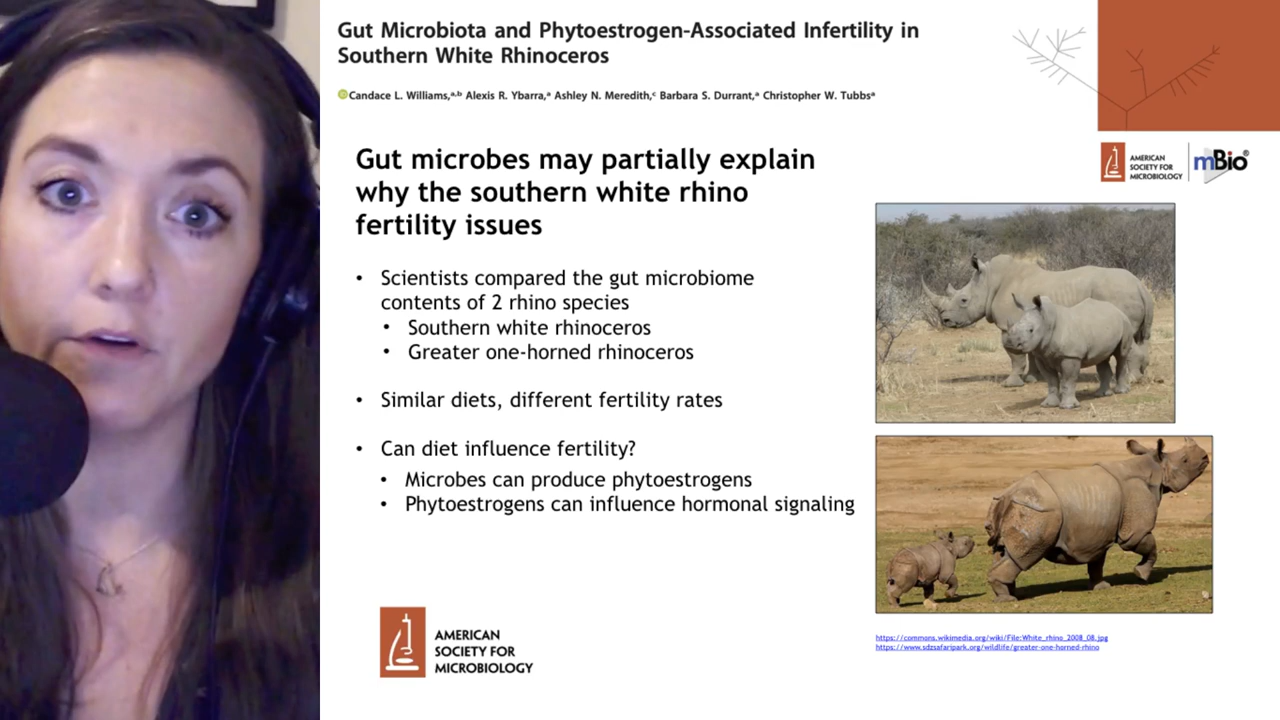 Gut Microbiota and Phytoestrogen-Associated Infertility in
Southern White Rhinoceros
Candace L. Williams,ᵃ,ᵇ Alexis R. Ybarra,ᵃ Ashley N. Meredith,ᶜ Barbara S. Durrant,ᵃ Christopher W. Tubbsᵃ
AMERICAN
SOCIETY FOR
MICROBIOLOGY
mBio®
Gut microbes may partially explain
why the southern white rhino
fertility issues
• Scientists compared the gut microbiome
contents of 2 rhino species
• Southern white rhinoceros
• Greater one-horned rhinoceros
• Similar diets, different fertility rates
• Can diet influence fertility?
• Microbes can produce phytoestrogens
• Phytoestrogens can influence hormonal signaling
AMERICAN
SOCIETY FOR
MICROBIOLOGY
https://commons.wikimedia.org/wiki/File:White_rhino_2008_08.jpg
https://www.sdzsafaripark.org/wildlife/greater-one-horned-rhino